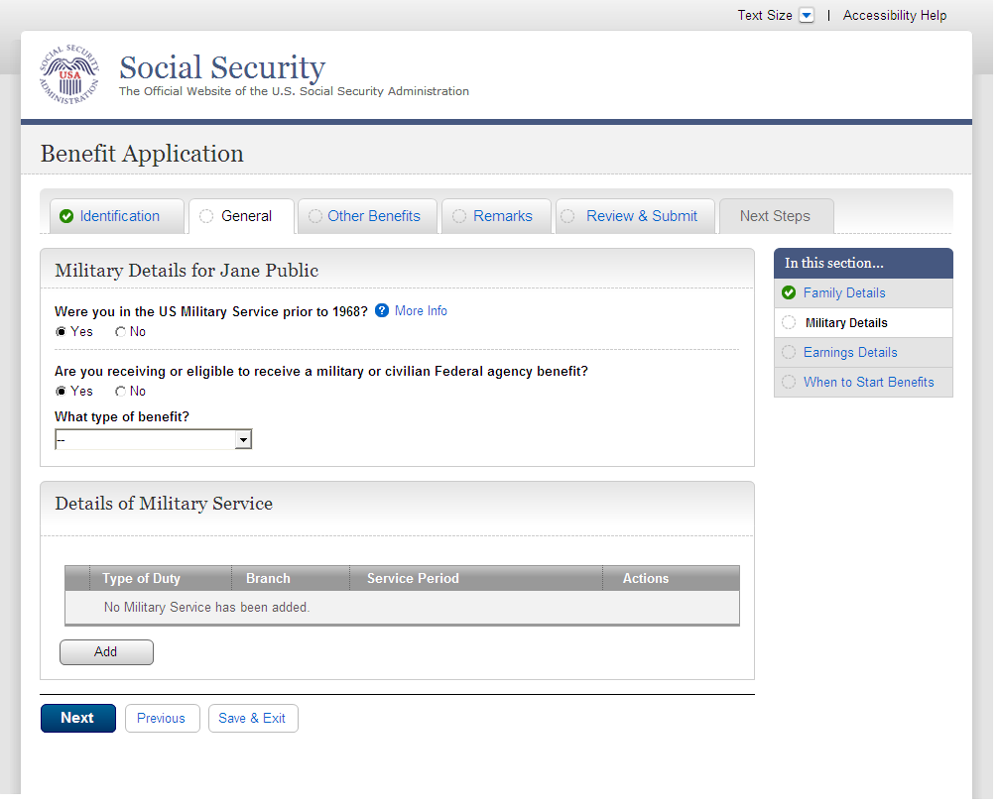 Text Size | Accessibility Help
SOCIAL SECURITY ADMINISTRATION
USA
Social Security
The Official Website of the U.S. Social Security Administration
Benefit Application
Identification General Other Benefits Remarks Review & Submit Next Steps
Military Details for Jane Public
Were you in the US Military Service prior to 1968? ? More Info
Yes No
Are you receiving or eligible to receive a military or civilian Federal agency benefit?
Yes No
What type of benefit?
--
Details of Military Service
Type of Duty Branch Service Period Actions
No Military Service has been added.
Add
Next Previous Save & Exit
In this section...
Family Details
Military Details
Earnings Details
When to Start Benefits